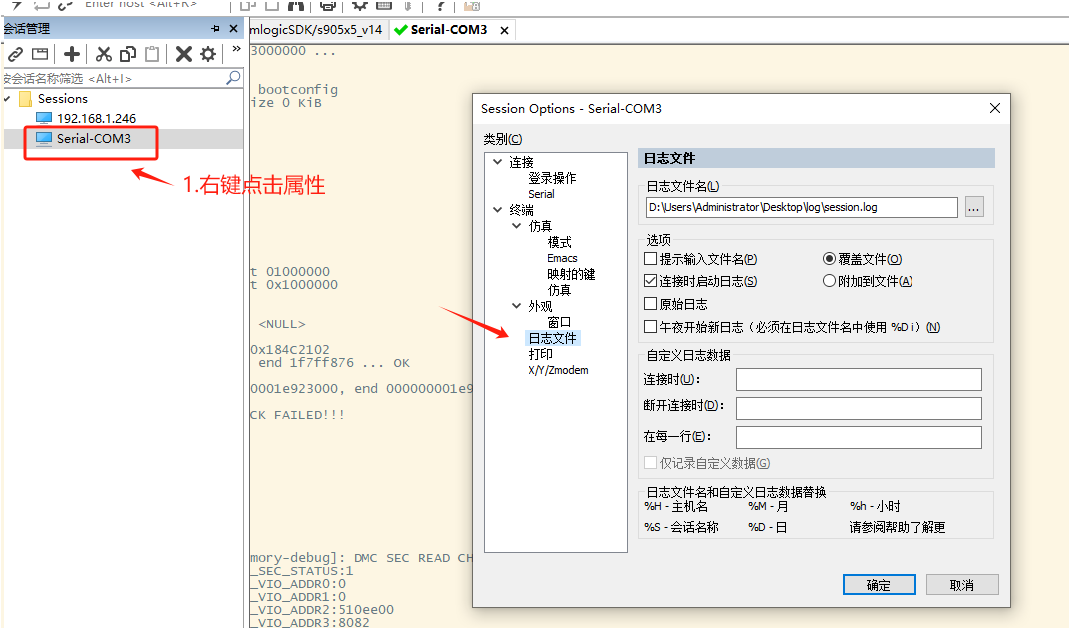 Enter host <Alt+R>
会话管理
mlogicSDK/s905x5_v14
Serial-COM3
按会话名称筛选 <Alt+I>
Sessions
192.168.1.246
Serial-COM3
1.右键点击属性
3000000 ...
bootconfig
ize 0 KiB
t 01000000
t 0x1000000
<NULL>
0x184C2102
end 1f7ff876 ... OK
0001e923000, end 000000001e9
CK FAILED!!!
mory-debug]: DMC SEC READ CH
_SEC_STATUS:1
_VIO_ADDR0:0
_VIO_ADDR1:0
_VIO_ADDR2:510ee00
_VIO_ADDR3:8082
Session Options - Serial-COM3
类别(C)
连接
登录操作
Serial
终端
仿真
模式
Emacs
映射的键
仿真
外观
窗口
日志文件
打印
X/Y/Zmodem
日志文件
日志文件名(L)
D:\Users\Administrator\Desktop\log\session.log
...
选项
提示输入文件名(P)
覆盖文件(O)
连接时启动日志(S)
附加到文件(A)
原始日志
午夜开始新日志（必须在日志文件名中使用 %D i）(N)
自定义日志数据
连接时(U):
断开连接时(D):
在每一行(E):
仅记录自定义数据(G)
日志文件名和自定义日志数据替换
%H - 主机名 %M - 月 %h - 小时
%S - 会话名称 %D - 日 请参阅帮助了解更
确定
取消